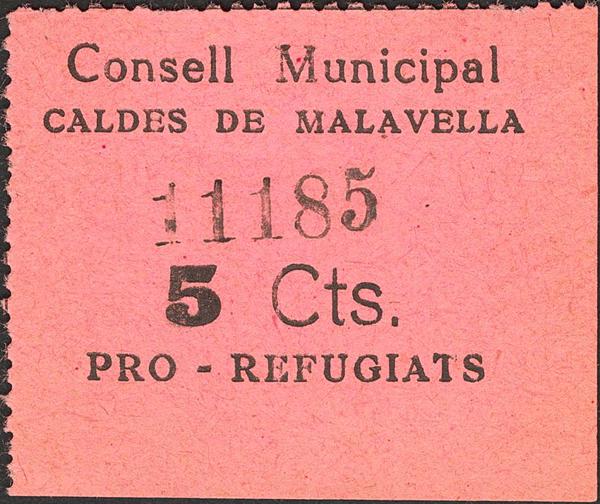 Consell Municipal
CALDES DE MALAVELLA
11185
5 Cts.
PRO - REFUGIATS